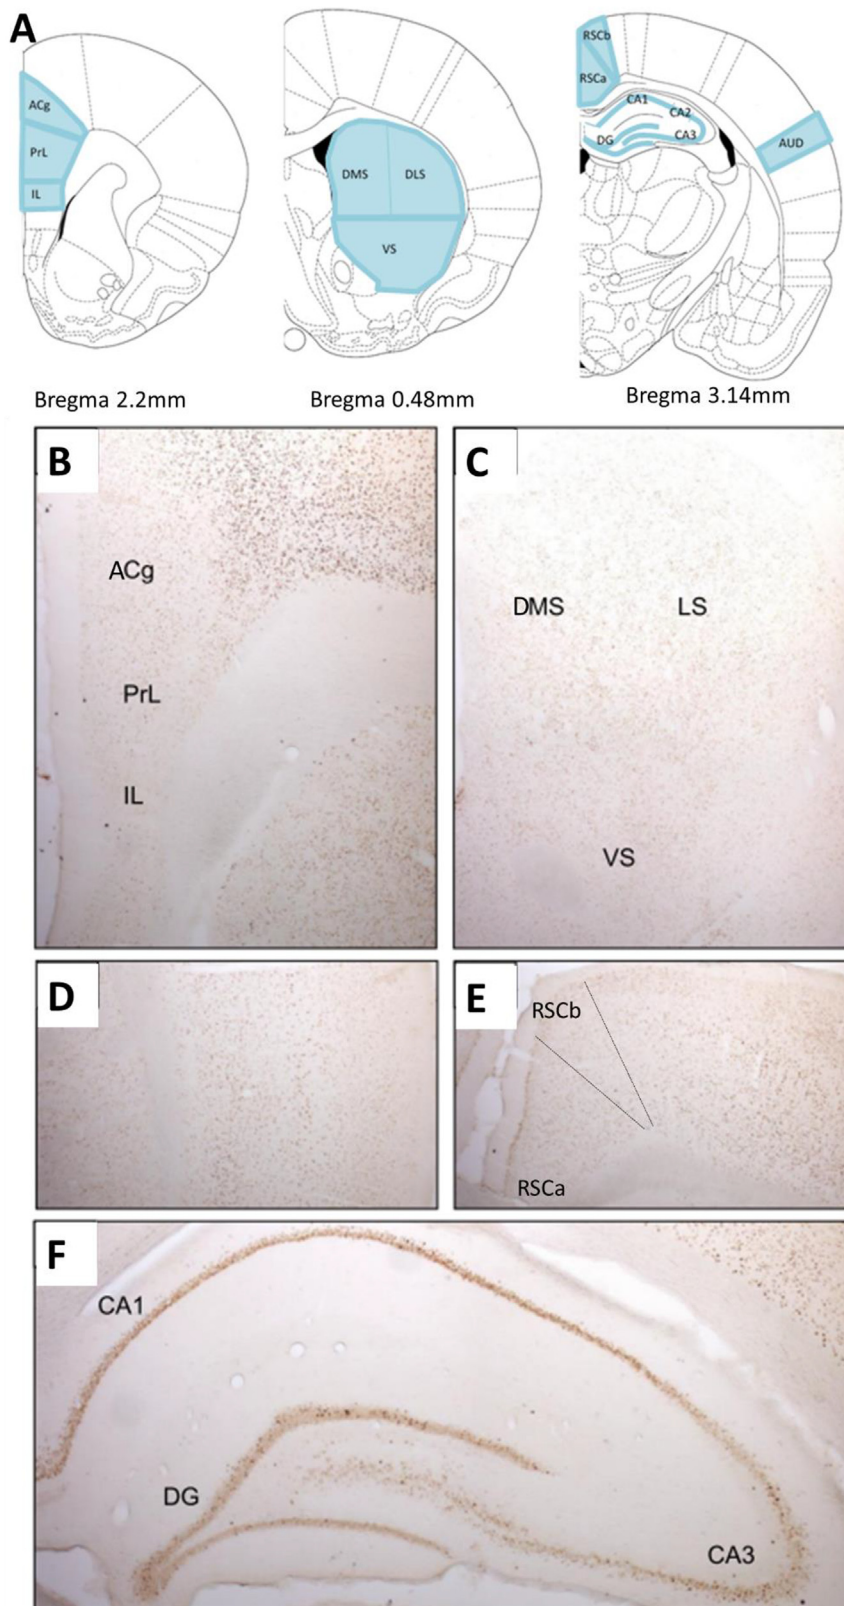 A
ACg
PrL
IL
DMS
DLS
VS
RSCb
RSCa
CA1
CA2
CA3
DG
AUD
Bregma 2.2mm
Bregma 0.48mm
Bregma 3.14mm
B
ACg
PrL
IL
C
DMS
LS
VS
D
E
RSCb
RSCa
F
CA1
DG
CA3